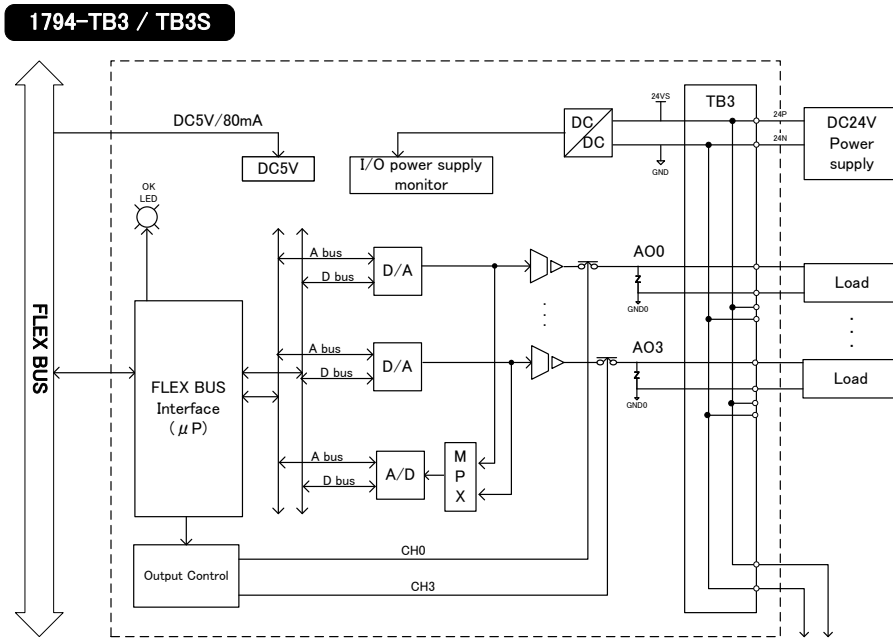 1794-TB3 / TB3S
DC5V/80mA
DC5V
I/O power supply
monitor
DC
DC
24VS
GND
TB3
24P
24N
DC24V
Power
supply
OK
LED
FLEX BUS
FLEX BUS
Interface
(μP)
A bus
D bus
D/A
AO0
GND0
Load
A bus
D bus
D/A
AO3
GND0
Load
A bus
D bus
A/D
M
P
X
Output Control
CH0
CH3